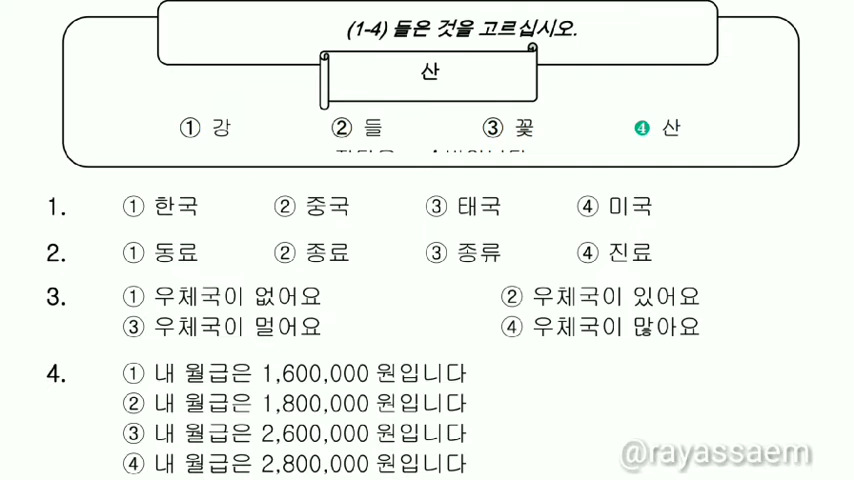 (1-4) 들은 것을 고르십시오.
산
① 강 ② 들 ③ 꽃 ④ 산
1. ① 한국 ② 중국 ③ 태국 ④ 미국
2. ① 동료 ② 종료 ③ 종류 ④ 진료
3. ① 우체국이 없어요 ② 우체국이 있어요
③ 우체국이 멀어요 ④ 우체국이 많아요
4. ① 내 월급은 1,600,000 원입니다
② 내 월급은 1,800,000 원입니다
③ 내 월급은 2,600,000 원입니다
④ 내 월급은 2,800,000 원입니다
@rayassaem